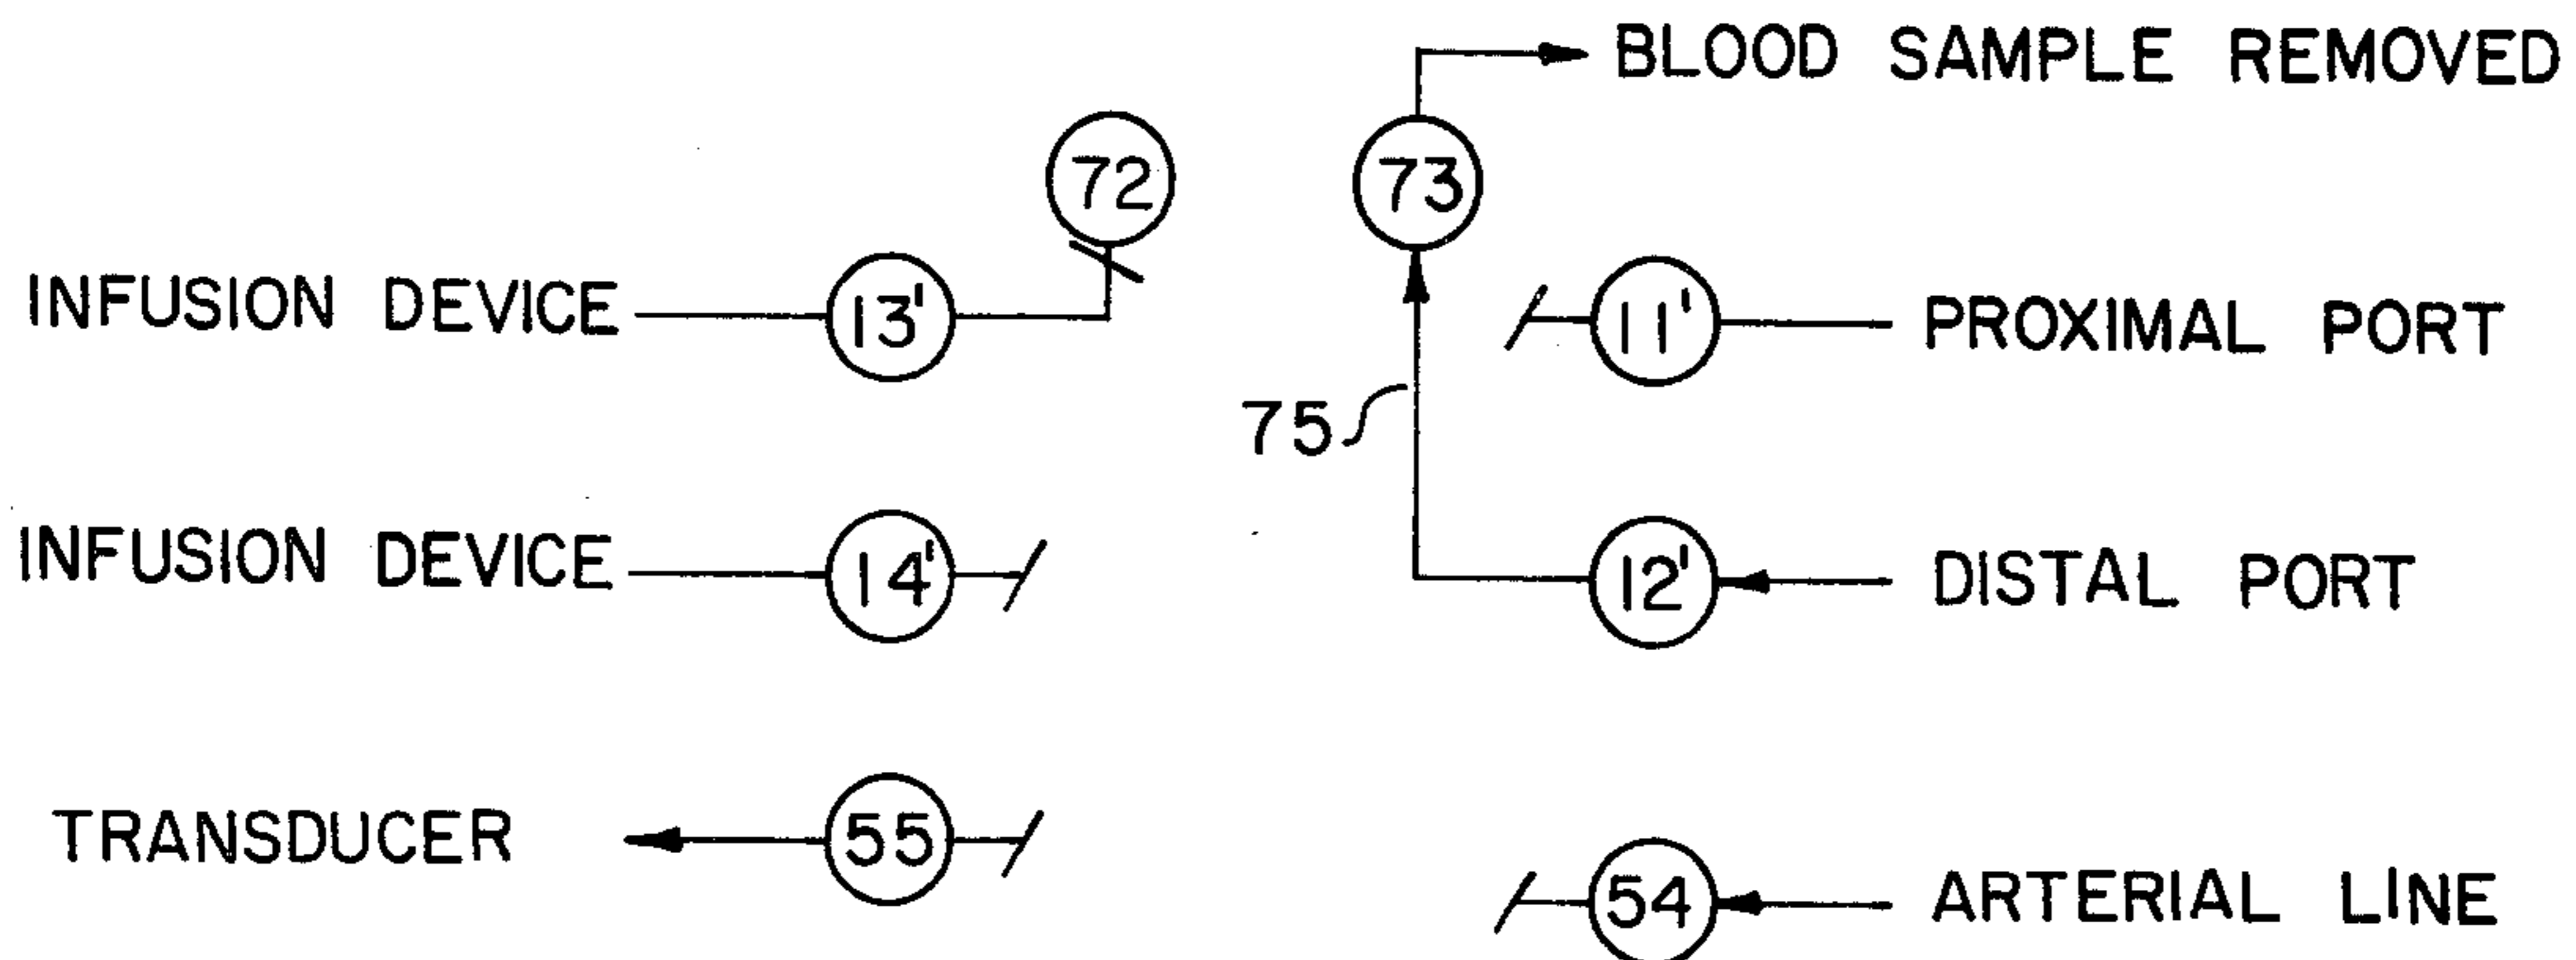 BLOOD SAMPLE REMOVED
72
73
INFUSION DEVICE
13'
11'
PROXIMAL PORT
75
INFUSION DEVICE
14'
12'
DISTAL PORT
TRANSDUCER
55
54
ARTERIAL LINE